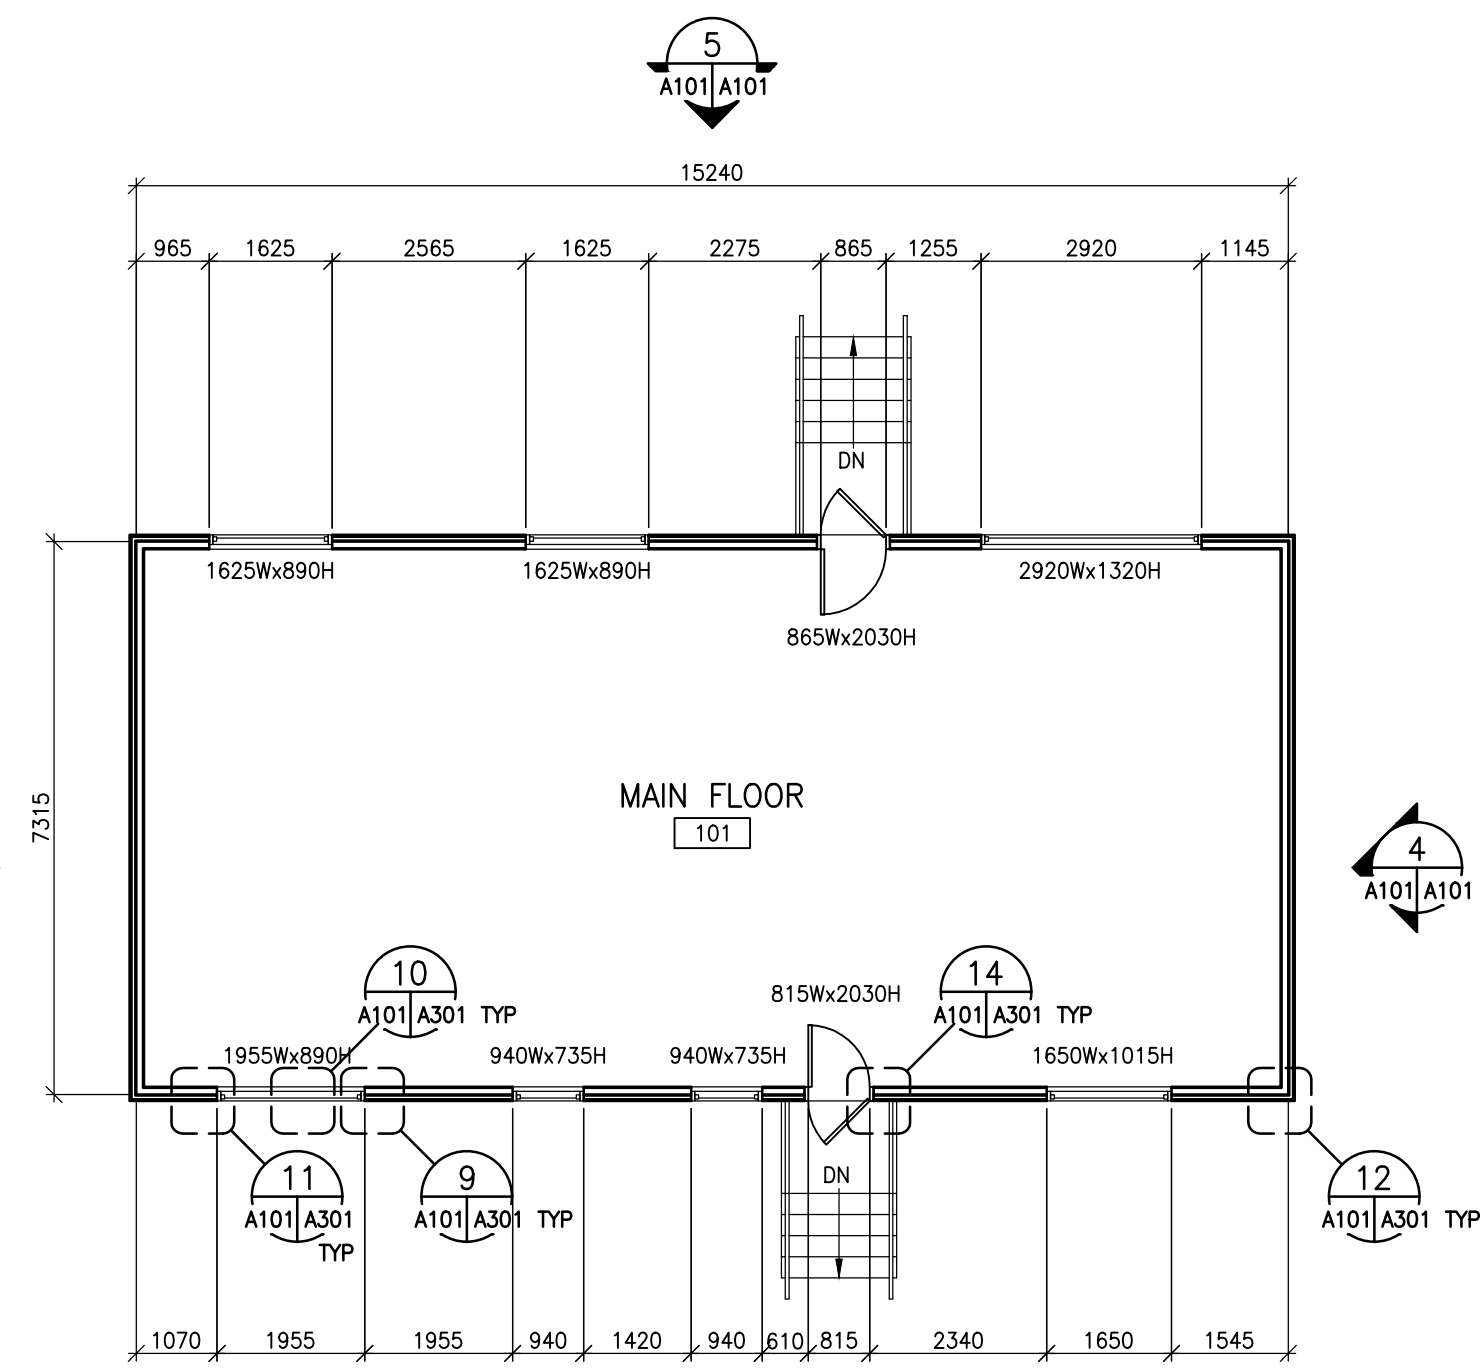 5
A101 A101
15240
965 1625 2565 1625 2275 865 1255 2920 1145
DN
1625Wx890H 1625Wx890H 2920Wx1320H
865Wx2030H
7315
MAIN FLOOR
101
4
A101 A101
10
A101 A301 TYP
815Wx2030H
14
A101 A301 TYP
1955Wx890H 940Wx735H 940Wx735H 1650Wx1015H
11
A101 A301
TYP
9
A101 A301 TYP
DN
12
A101 A301 TYP
1070 1955 1955 940 1420 940 610 815 2340 1650 1545